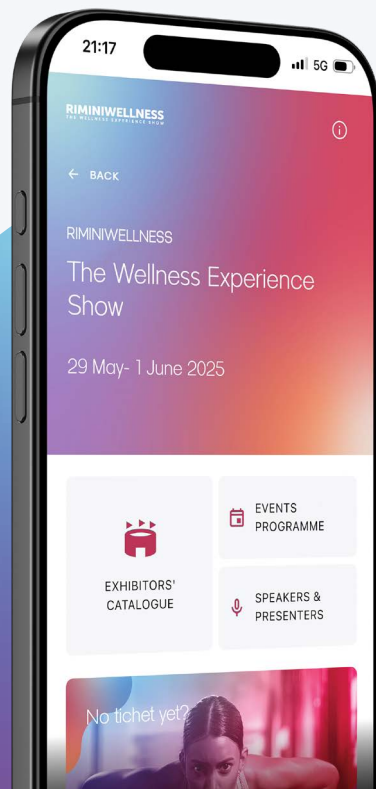 21:17
5G
RIMINIWELLNESS
THE WELLNESS EXPERIENCE SHOW
← BACK
RIMINIWELLNESS
The Wellness Experience
Show
29 May- 1 June 2025
EXHIBITORS'
CATALOGUE
EVENTS
PROGRAMME
SPEAKERS &
PRESENTERS
No tichet yet?